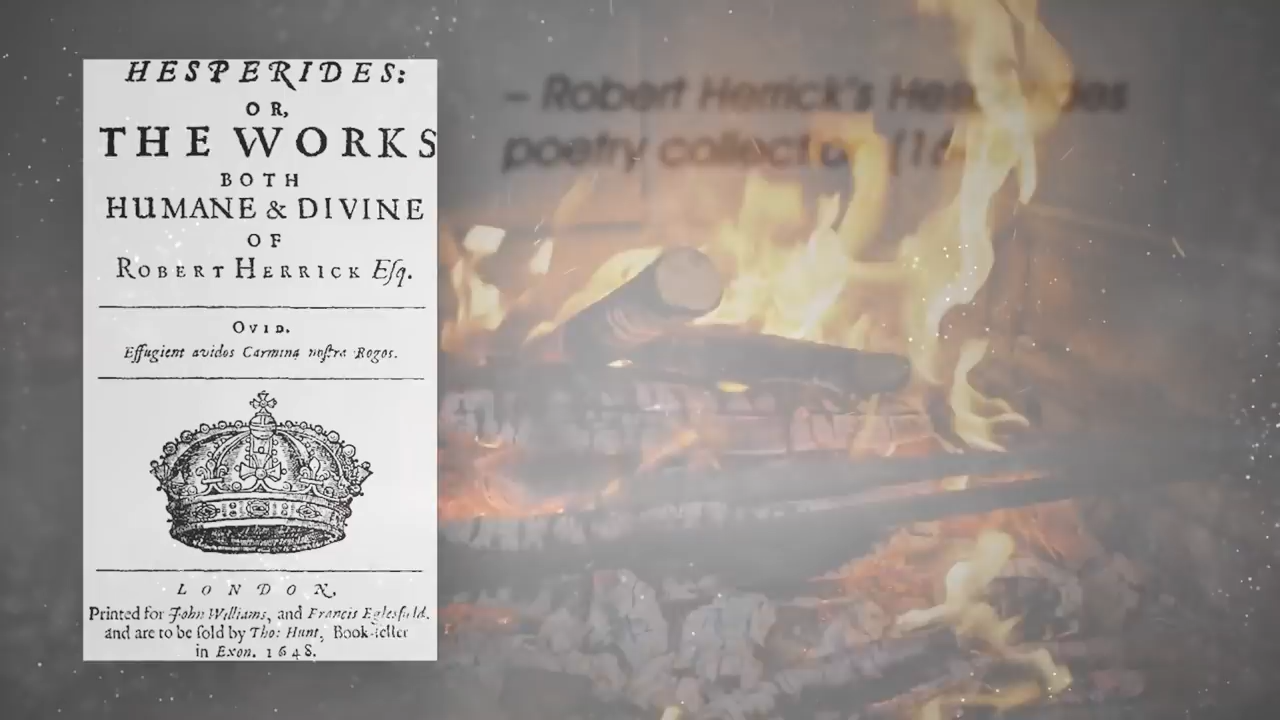 HESPERIDES:
OR,
THE WORKS
BOTH
HUMANE & DIVINE
OF
ROBERT HERRICK Eſq.
OVID.
Effugient avidos Carmina noſtra Rogos.
LONDON,
Printed for John Williams, and Francis Egleſfield,
and are to be ſold by Tho: Hunt, Book-ſeller
in Exon. 1648.
– Robert Herrick's
poetry collection